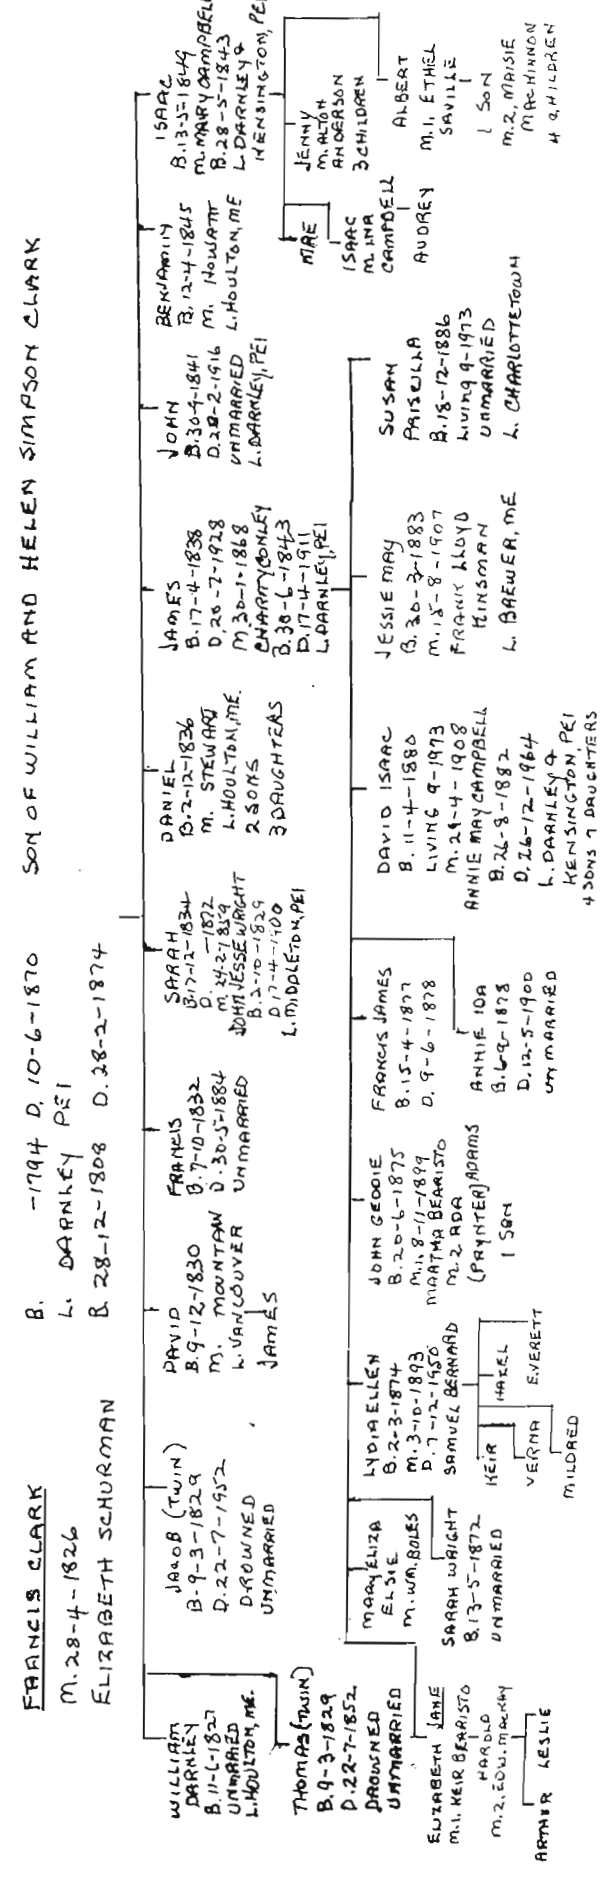 FRANCIS CLARK
M. 28-4-1826
ELIZABETH SCHURMAN
B. -1794 D. 10-6-1870
L. DARNLEY PEI
B. 28-12-1808 D. 28-2-1874
SON OF WILLIAM AND HELEN SIMPSON CLARK
WILLIAM
DARNLEY
B. 11-6-1827
UNMARRIED
L. HOULTON, ME.
THOMAS (TWIN)
B. 9-3-1829
D. 22-7-1852
DROWNED
UNMARRIED
JACOB (TWIN)
B. 9-3-1829
D. 22-7-1952
DROWNED
UNMARRIED
DAVID
B. 9-12-1830
M. MOUNTAIN
L. VANCOUVER
JAMES
FRANCIS
B. 7-10-1832
D. 30-5-1884
UNMARRIED
SARAH
B. 17-12-1834
D. -1872
M. 24-2-1859
JOHN JESSE WRIGHT
B. 2-10-1829
D. 17-4-1900
L. MIDDLETON, PEI
DANIEL
B. 2-12-1836
M. STEWART
L. HOULTON, ME.
2 SONS
3 DAUGHTERS
JAMES
B. 17-4-1838
D. 20-7-1928
M. 30-1-1868
CHARITY CONLEY
B. 30-6-1843
D. 17-4-1911
L. DARNLEY, PEI
JOHN
B. 30-9-1841
D. 28-2-1916
UNMARRIED
L. DARNLEY, PEI
BENJAMIN
B. 12-4-1845
M. HOWATT
L. HOULTON, ME
ISAAC
B. 13-5-1849
M. MARY CAMPBELL
B. 28-5-1843
L. DARNLEY &
KENSINGTON, PEI
MAE
ISAAC
M. INA
CAMPBELL
AUDREY
JENNY
M. ALTON
ANDERSON
3 CHILDREN
ALBERT
M. 1, ETHEL
SAVILLE
1 SON
M. 2, MAISIE
MACKINNON
4 CHILDREN
ELIZABETH JANE
M. 1. KEIR BEARISTO
HAROLD
M. 2. EDW. MACKAY
ARTHUR LESLIE
MARY ELIZA
ELSIE
M. WM. BOLES
SARAH WRIGHT
B. 13-5-1872
UNMARRIED
LYDIA ELLEN
B. 2-3-1874
M. 3-10-1893
D. 7-12-1950
SAMUEL BERNARD
KEIR
HAZEL
VERNA
EVERETT
MILDRED
JOHN GEDDIE
B. 20-6-1875
M. 1. 8-11-1899
MARTHA BEARISTO
M. 2 ADA
(PAYNTER) ADAMS
1 SON
FRANCIS JAMES
B. 15-4-1877
D. 9-6-1878
ANNIE IDA
B. 6-9-1878
D. 12-5-1900
UNMARRIED
DAVID ISAAC
B. 11-4-1880
LIVING 9-1973
M. 29-4-1908
ANNIE MAY CAMPBELL
B. 26-8-1882
D. 26-12-1964
L. DARNLEY &
KENSINGTON, PEI
4 SONS 7 DAUGHTERS
JESSIE MAY
B. 30-3-1883
M. 15-8-1907
FRANK LLOYD
KINSMAN
L. BREWER, ME
SUSAN
PRISCILLA
B. 18-12-1886
LIVING 9-1973
UNMARRIED
L. CHARLOTTETOWN